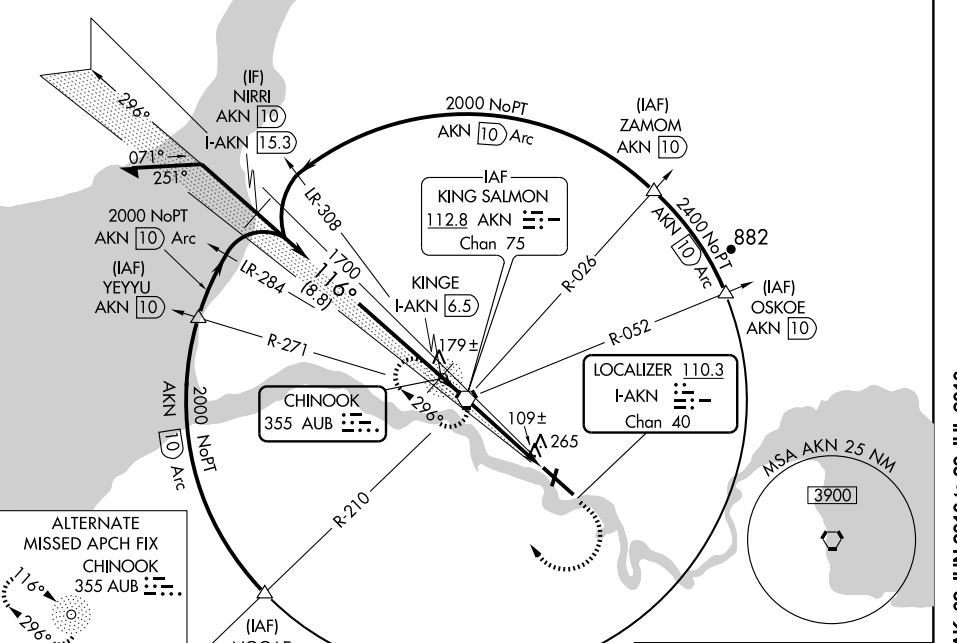 (IF)
NIRRI
AKN 10
I-AKN 15.3
296°
071°
251°
2000 NoPT
AKN 10 Arc
(IAF)
ZAMOM
AKN 10
LR-308
IAF
KING SALMON
112.8 AKN
Chan 75
2400 NoPT
AKN 10 Arc
882
2000 NoPT
AKN 10 Arc
(IAF)
YEYYU
AKN 10
LR-284
1700
116°
(8.8)
KINGE
I-AKN 6.5
R-026
(IAF)
OSKOE
AKN 10
R-271
179±
R-052
LOCALIZER 110.3
I-AKN
Chan 40
CHINOOK
355 AUB
296°
109±
265
2000 NoPT
AKN 10 Arc
R-210
MSA AKN 25 NM
3900
ALTERNATE
MISSED APCH FIX
CHINOOK
355 AUB
116°
296°
(IAF)